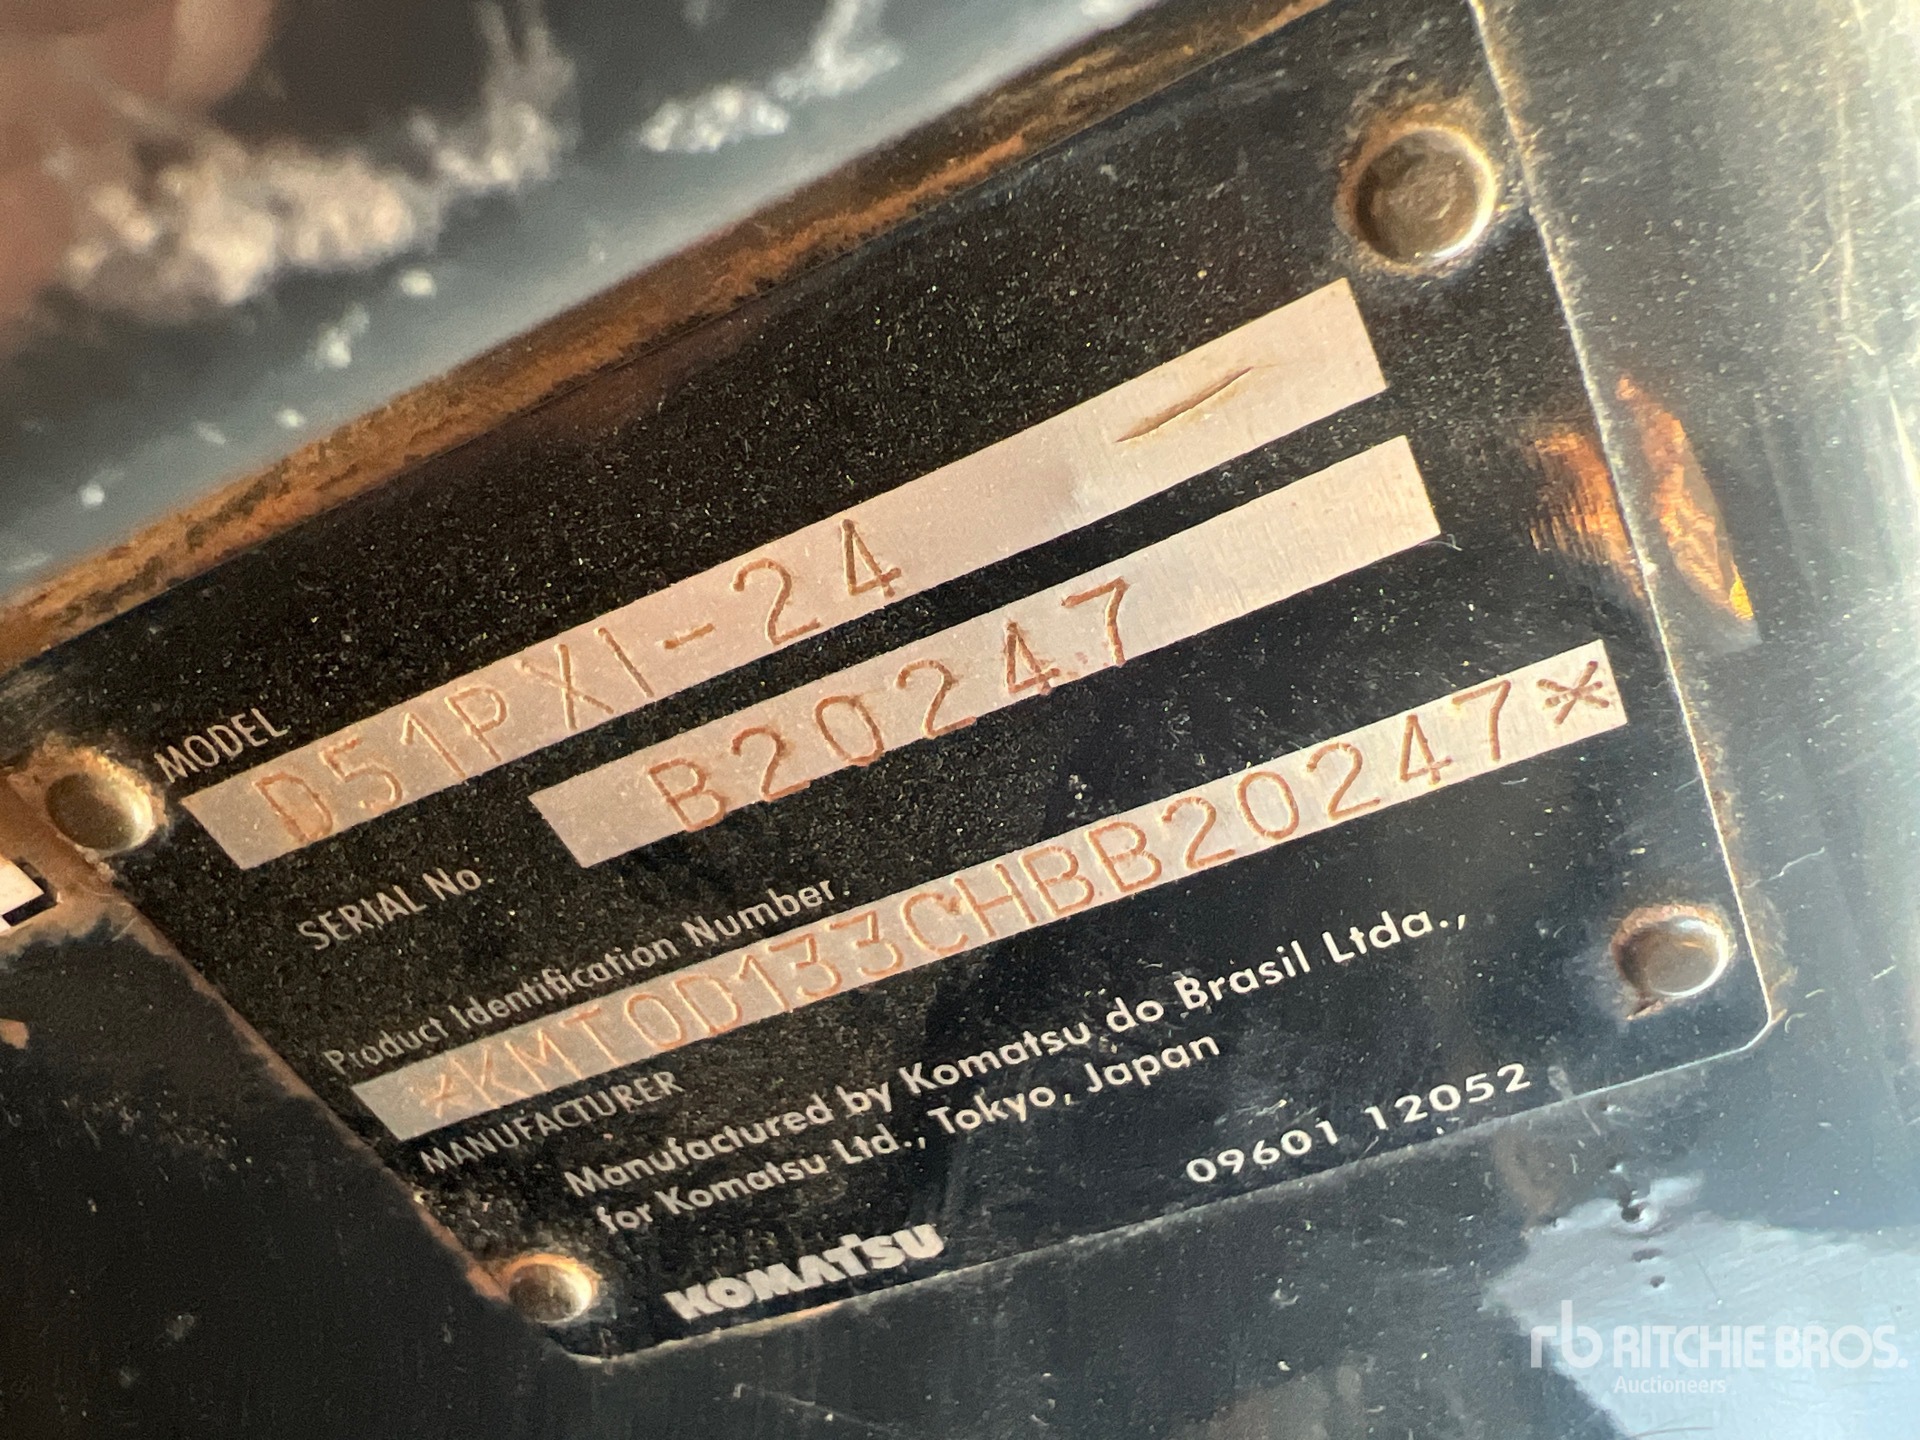 MODEL
D51PXI-24
SERIAL No.
B20247
Product Identification Number.
*KMT0D133CHBB20247*
MANUFACTURER
Manufactured by Komatsu do Brasil Ltda.,
for Komatsu Ltd., Tokyo, Japan
09601 12052
KOMATSU
rb RITCHIE BROS.
Auctioneers